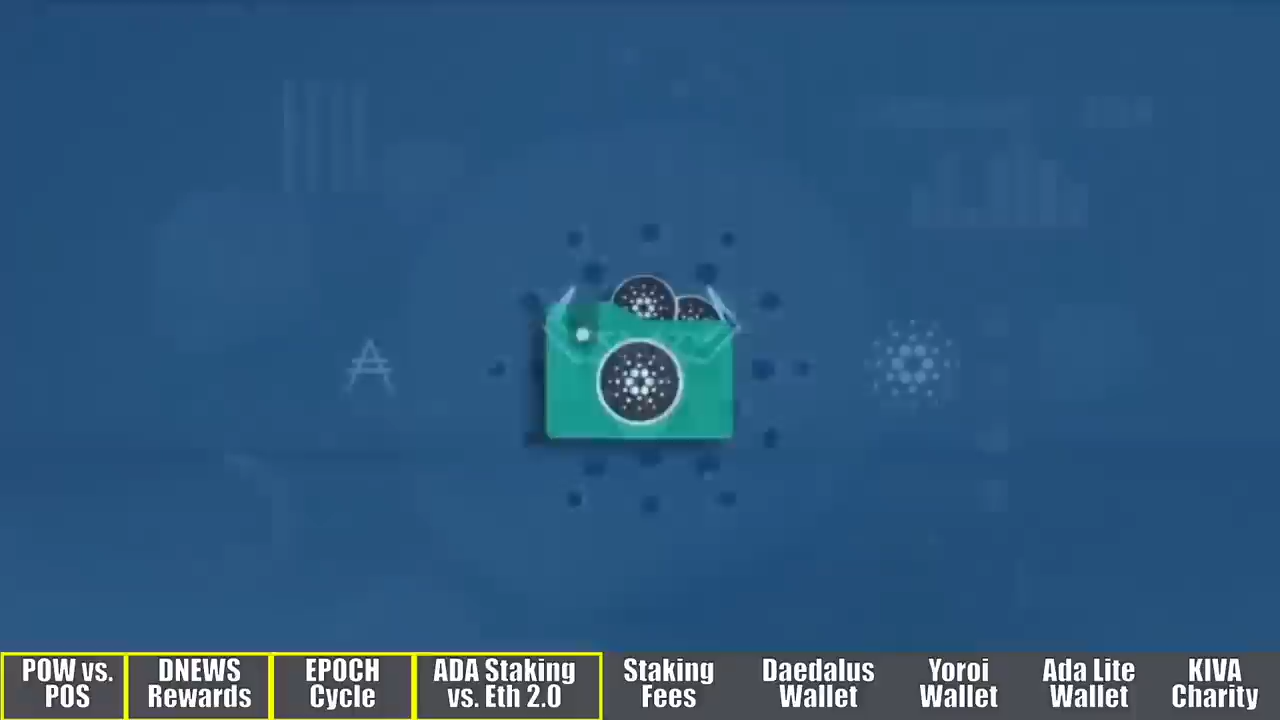 POW vs.
POS
DNEWS
Rewards
EPOCH
Cycle
ADA Staking
vs. Eth 2.0
Staking
Fees
Daedalus
Wallet
Yoroi
Wallet
Ada Lite
Wallet
KIVA
Charity